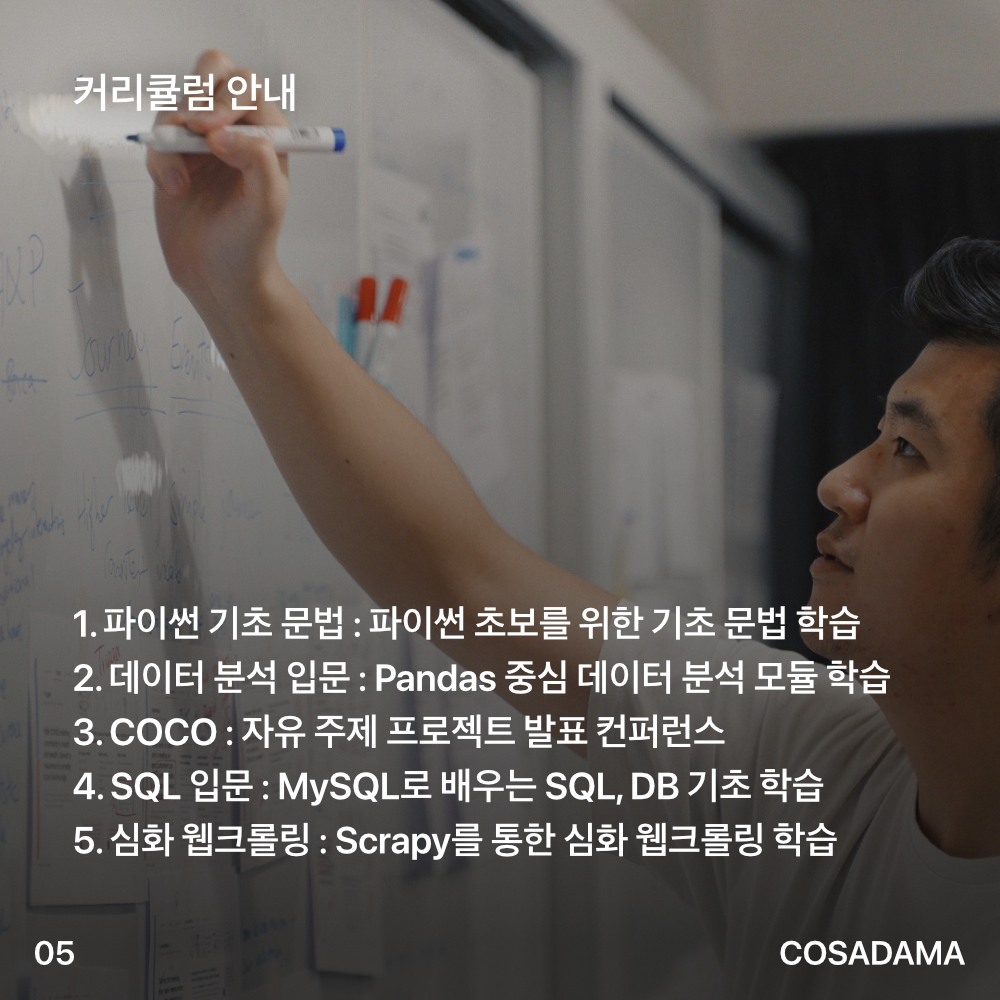 커리큘럼 안내
Journey
1. 파이썬 기초 문법 : 파이썬 초보를 위한 기초 문법 학습
2. 데이터 분석 입문 : Pandas 중심 데이터 분석 모듈 학습
3. COCO : 자유 주제 프로젝트 발표 컨퍼런스
4. SQL 입문 : MySQL로 배우는 SQL, DB 기초 학습
5. 심화 웹크롤링 : Scrapy를 통한 심화 웹크롤링 학습
05
COSADAMA